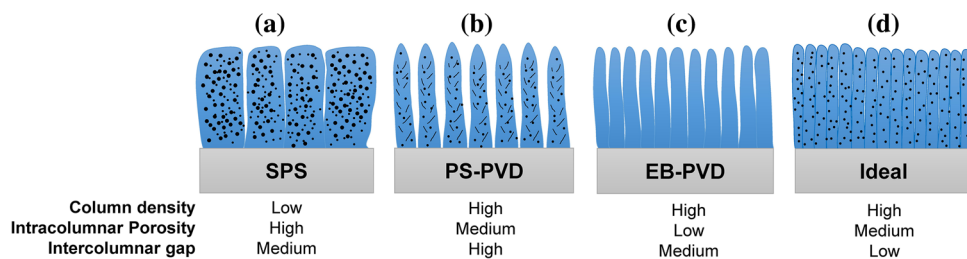 (a) (b) (c) (d)
SPS PS-PVD EB-PVD Ideal
Column density Low High High High
Intracolumnar Porosity High Medium Low Medium
Intercolumnar gap Medium High Medium Low